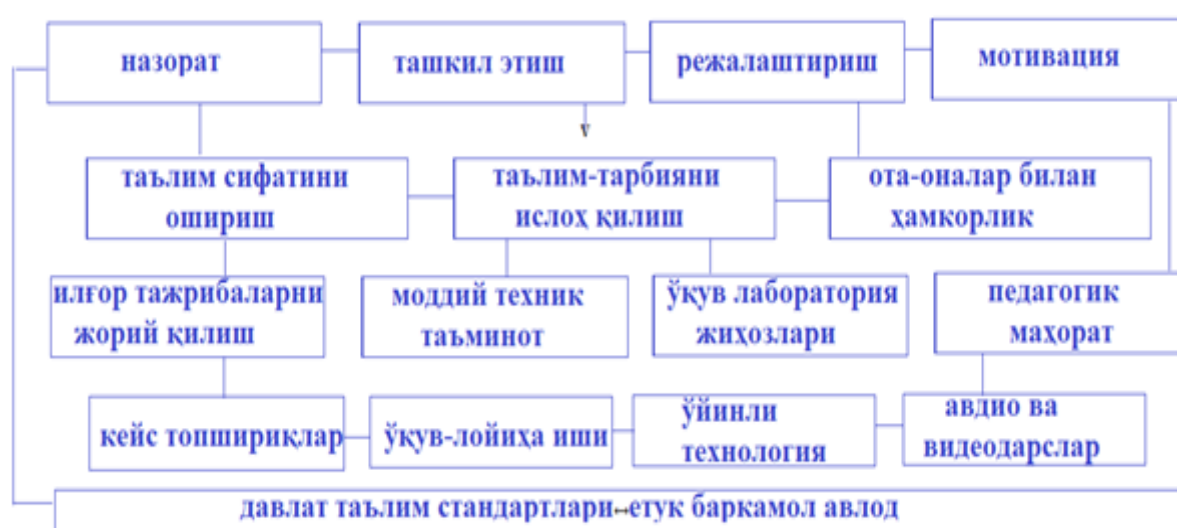 назорат
ташкил этиш
режалаштириш
мотивация
v
таълим сифатини
ошириш
таълим-тарбияни
ислоҳ қилиш
ота-оналар билан
ҳамкорлик
илғор тажрибаларни
жорий қилиш
моддий техник
таъминот
ўқув лаборатория
жиҳозлари
педагогик
маҳорат
кейс топшириқлар
ўқув-лойиҳа иши
ўйинли
технология
авдио ва
видеодарслар
давлат таълим стандартлари↔етук баркамол авлод